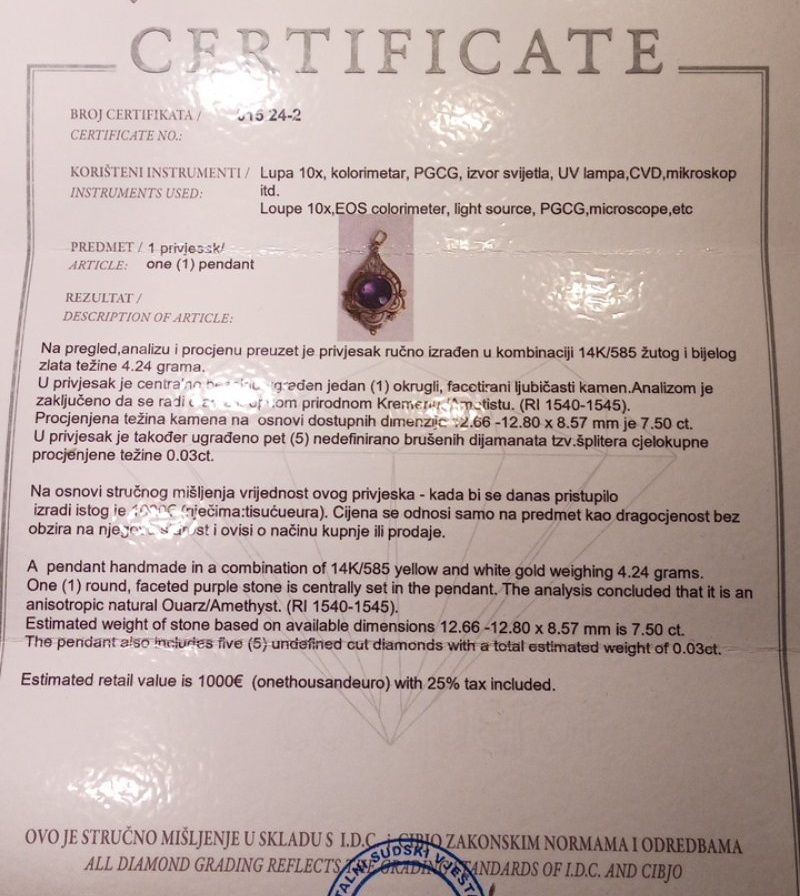 CERTIFICATE
BROJ CERTIFIKATA / 24-2
CERTIFICATE NO.:
KORIŠTENI INSTRUMENTI / Lupa 10x, kolorimetar, PGCG, izvor svijetla, UV lampa,CVD,mikroskop
INSTRUMENTS USED: itd.
Loupe 10x,EOS colorimeter, light source, PGCG,microscope,etc
PREDMET / 1 privjesak/
ARTICLE: one (1) pendant
REZULTAT /
DESCRIPTION OF ARTICLE:
Na pregled,analizu i procjenu preuzet je privjesak ručno izrađen u kombinaciji 14K/585 žutog i bijelog
zlata težine 4.24 grama.
U privjesak je centralno ugrađen jedan (1) okrugli, facetirani ljubičasti kamen.Analizom je
zaključeno da se radi prirodnom (RI 1540-1545).
Procjenjena težina kamena na osnovi dostupnih dimenzija 12.66 -12.80 x 8.57 mm je 7.50 ct.
U privjesak je također ugrađeno pet (5) nedefinirano brušenih dijamanata tzv.šplitera cjelokupne
procjenjene težine 0.03ct.
Na osnovi stručnog mišljenja vrijednost ovog privjeska - kada bi se danas pristupilo
izradi istog je 1000€ (riječima:tisućueura). Cijena se odnosi samo na predmet kao dragocjenost bez
obzira na njegovu starost i ovisi o načinu kupnje ili prodaje.
A pendant handmade in a combination of 14K/585 yellow and white gold weighing 4.24 grams.
One (1) round, faceted purple stone is centrally set in the pendant. The analysis concluded that it is an
anisotropic natural Ouarz/Amethyst. (RI 1540-1545).
Estimated weight of stone based on available dimensions 12.66 -12.80 x 8.57 mm is 7.50 ct.
The pendant also includes five (5) undefined cut diamonds with a total estimated weight of 0.03ct.
Estimated retail value is 1000€ (onethousandeuro) with 25% tax included.
OVO JE STRUČNO MIŠLJENJE U SKLADU S I.D.C. i CIBJO ZAKONSKIM NORMAMA I ODREDBAMA
ALL DIAMOND GRADING REFLECTS THE GRADING STANDARDS OF I.D.C. AND CIBJO
SUDSKI